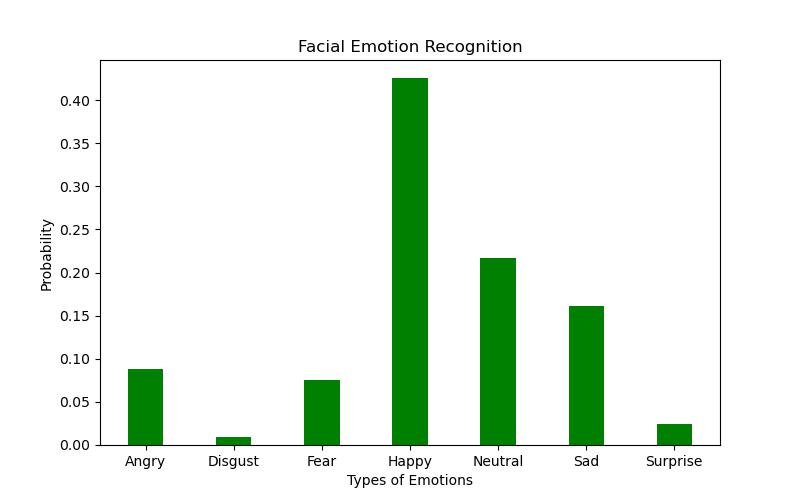 Facial Emotion Recognition
0.40
0.35
0.30
0.25
0.20
0.15
0.10
0.05
0.00
Probability
Angry Disgust Fear Happy Neutral Sad Surprise
Types of Emotions